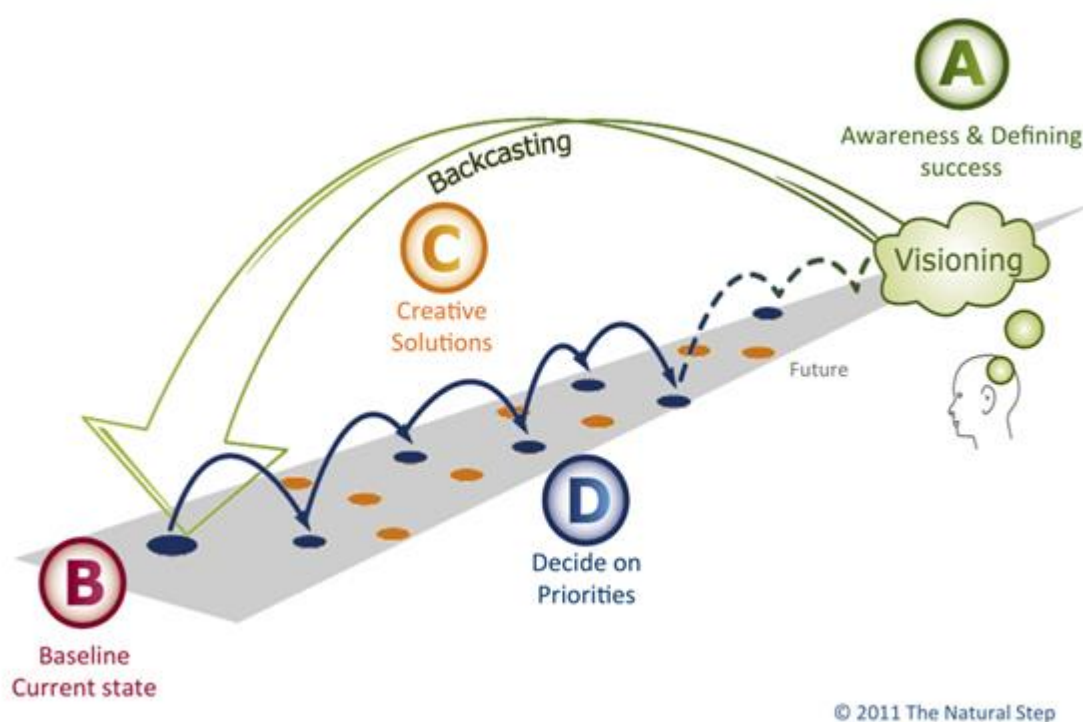 A
Awareness & Defining
success
Backcasting
C
Creative
Solutions
Visioning
Future
D
Decide on
Priorities
B
Baseline
Current state
© 2011 The Natural Step